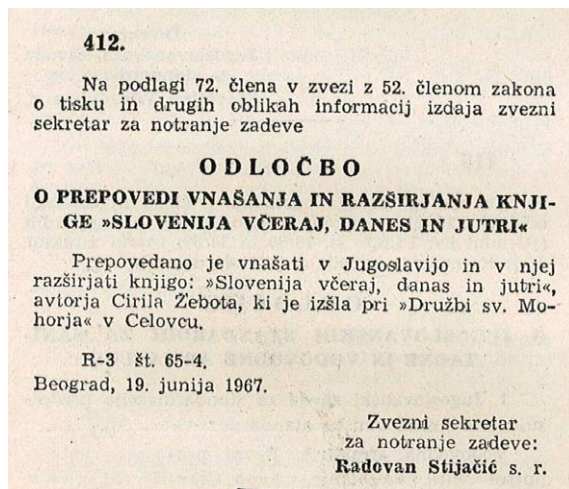 412.
Na podlagi 72. člena v zvezi z 52. členom zakona
o tisku in drugih oblikah informacij izdaja zvezni
sekretar za notranje zadeve
ODLOČBO
O PREPOVEDI VNAŠANJA IN RAZŠIRJANJA KNJI-
GE »SLOVENIJA VČERAJ, DANES IN JUTRI«
Prepovedano je vnašati v Jugoslavijo in v njej
razširjati knjigo: »Slovenija včeraj, danas in jutri«,
avtorja Cirila Žebota, ki je izšla pri »Družbi sv. Mo-
horja« v Celovcu.
R-3 št. 65-4.
Beograd, 19. junija 1967.
Zvezni sekretar
za notranje zadeve:
Radovan Stijačić s. r.